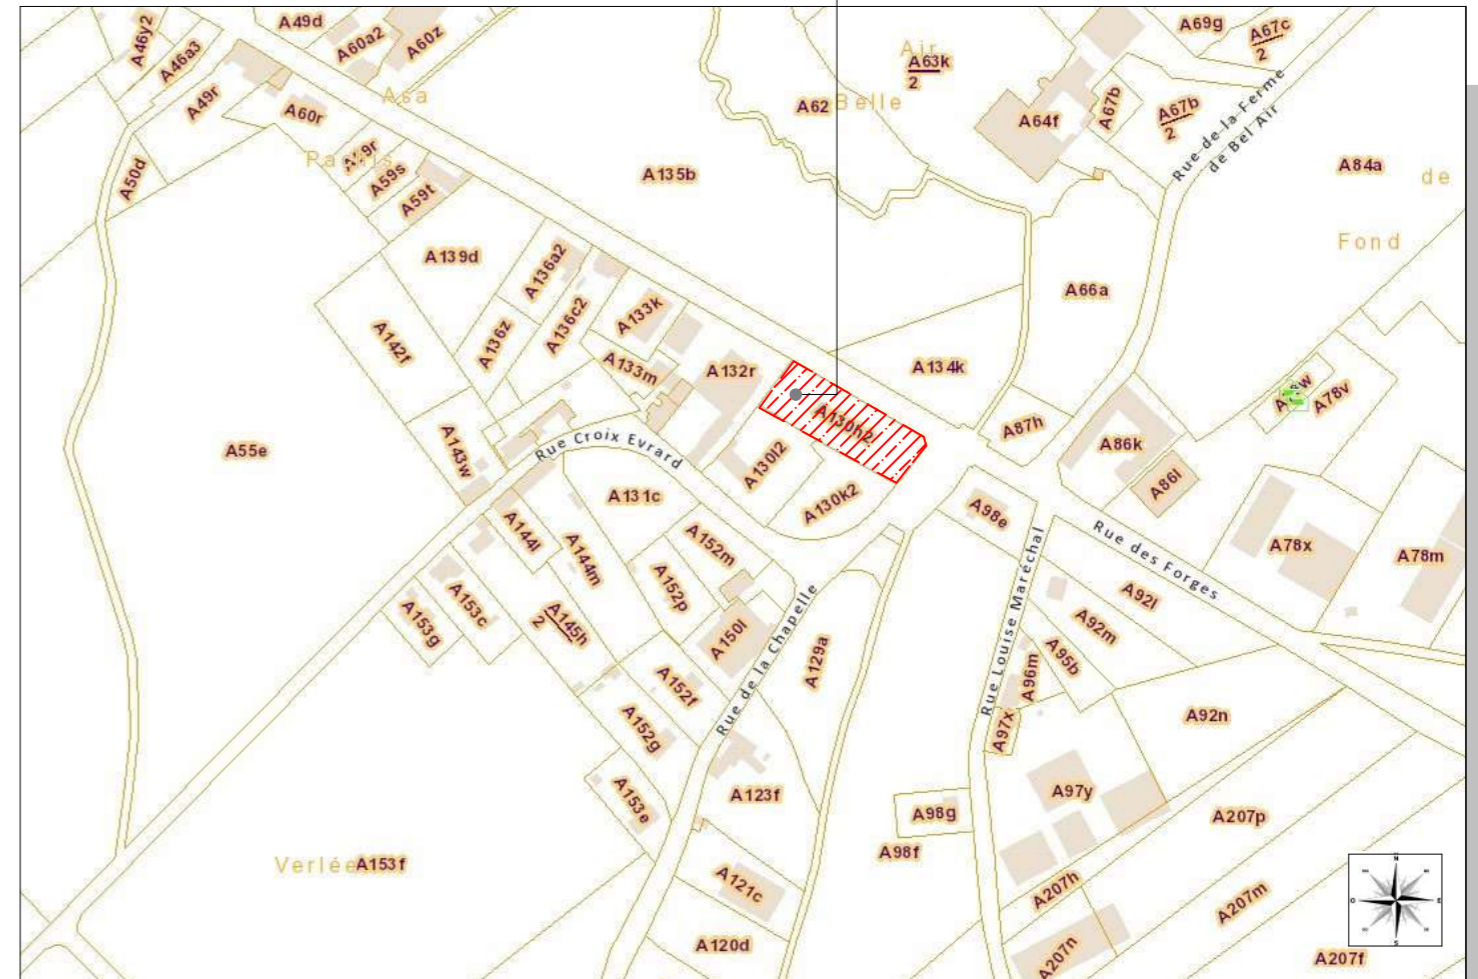 A46y2
A46a3
A49d
A60a2
A60z
A49r
A60r
Asa
A50d
A59s
A59t
A135b
A62
Belle
Air
A63k
2
A64f
A67b
A67b
2
A69g
A67c
2
Rue de la Ferme
de Bel Air
A84a
de
Fond
A139d
A136a2
A136z
A136c2
A133k
A133m
A132r
A142f
A134k
A66a
A130h2
A87h
A86k
A86l
A78v
A55e
A143w
Rue Croix Evrard
A131c
A130l2
A130k2
A98e
Rue des Forges
A78x
A78m
A144l
A144m
A152m
A152p
A150l
A153g
A153c
A145h
2
A152f
A152g
A153e
Rue de la Chapelle
A129a
Rue Louise Maréchal
A92l
A92m
A95b
A96m
A97x
A92n
A123f
A97y
A98g
A98f
A207p
Verlée
A153f
A121c
A120d
A207h
A207m
A207n
A207f
N
O
E
S